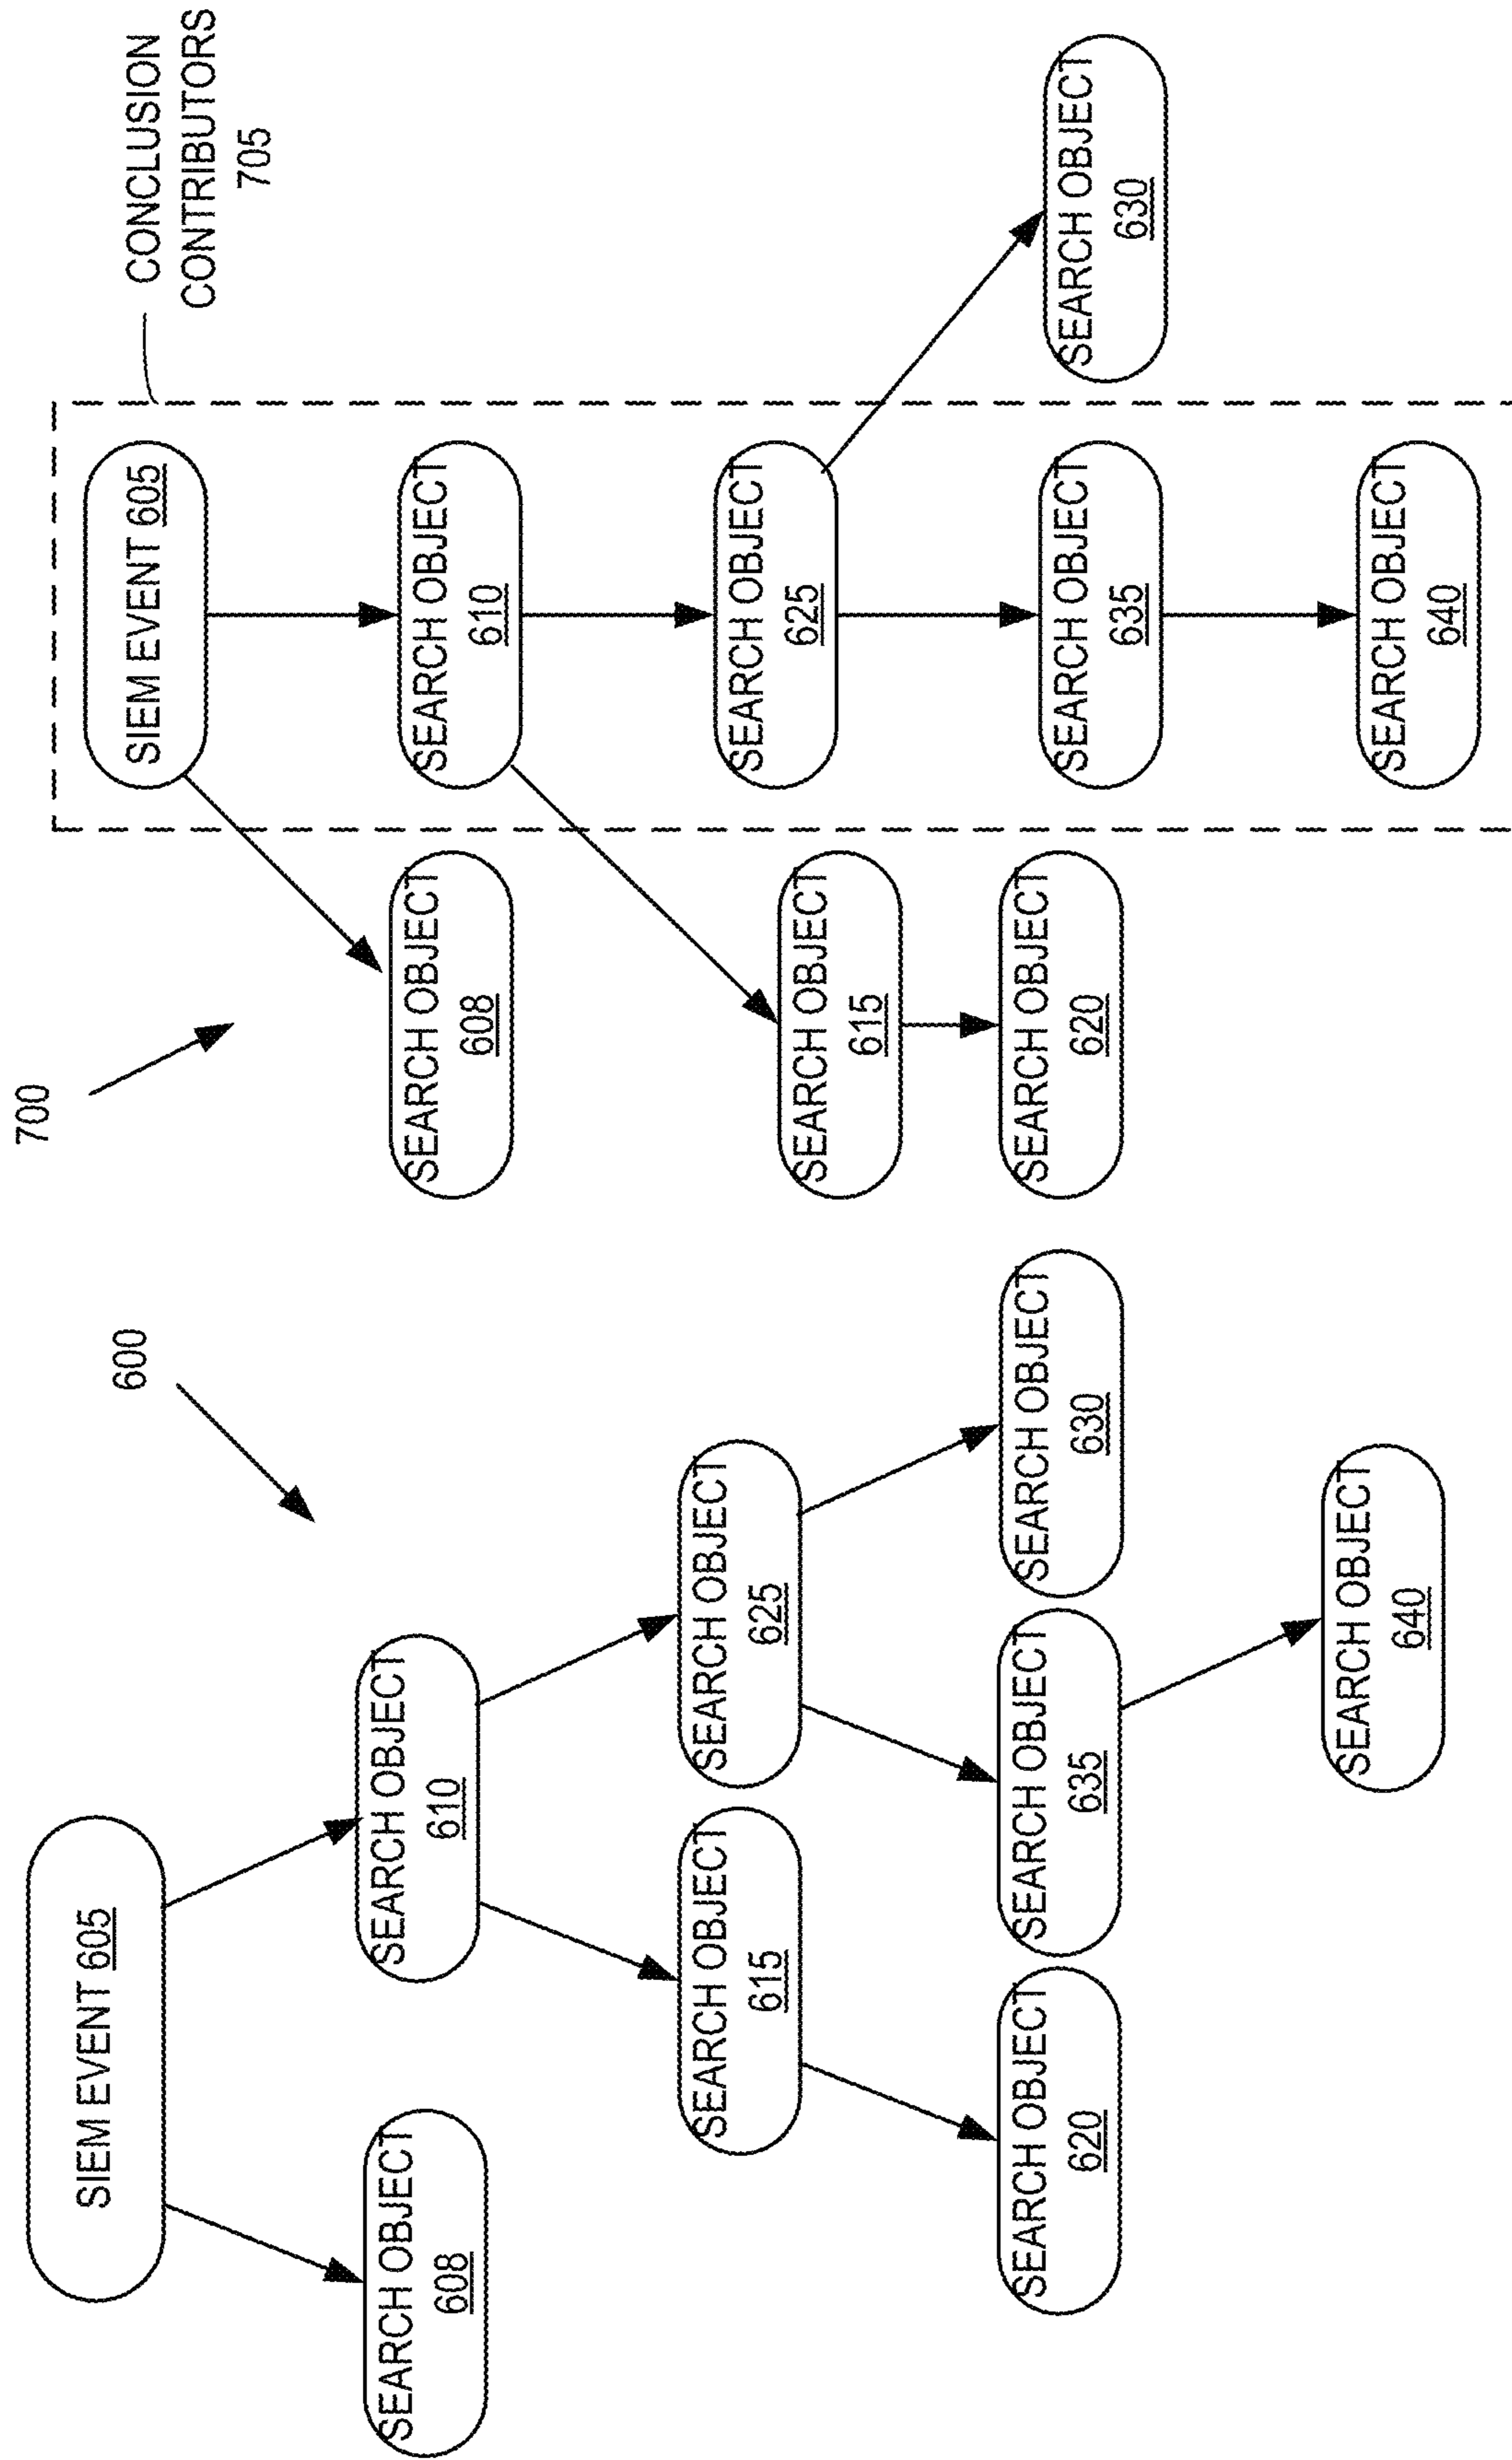 600
SIEM EVENT 605
SEARCH OBJECT
608
SEARCH OBJECT
610
SEARCH OBJECT
615
SEARCH OBJECT
625
SEARCH OBJECT
620
SEARCH OBJECT
635
SEARCH OBJECT
630
SEARCH OBJECT
640
700
CONCLUSION
CONTRIBUTORS
705
SIEM EVENT 605
SEARCH OBJECT
608
SEARCH OBJECT
610
SEARCH OBJECT
615
SEARCH OBJECT
625
SEARCH OBJECT
620
SEARCH OBJECT
635
SEARCH OBJECT
630
SEARCH OBJECT
640